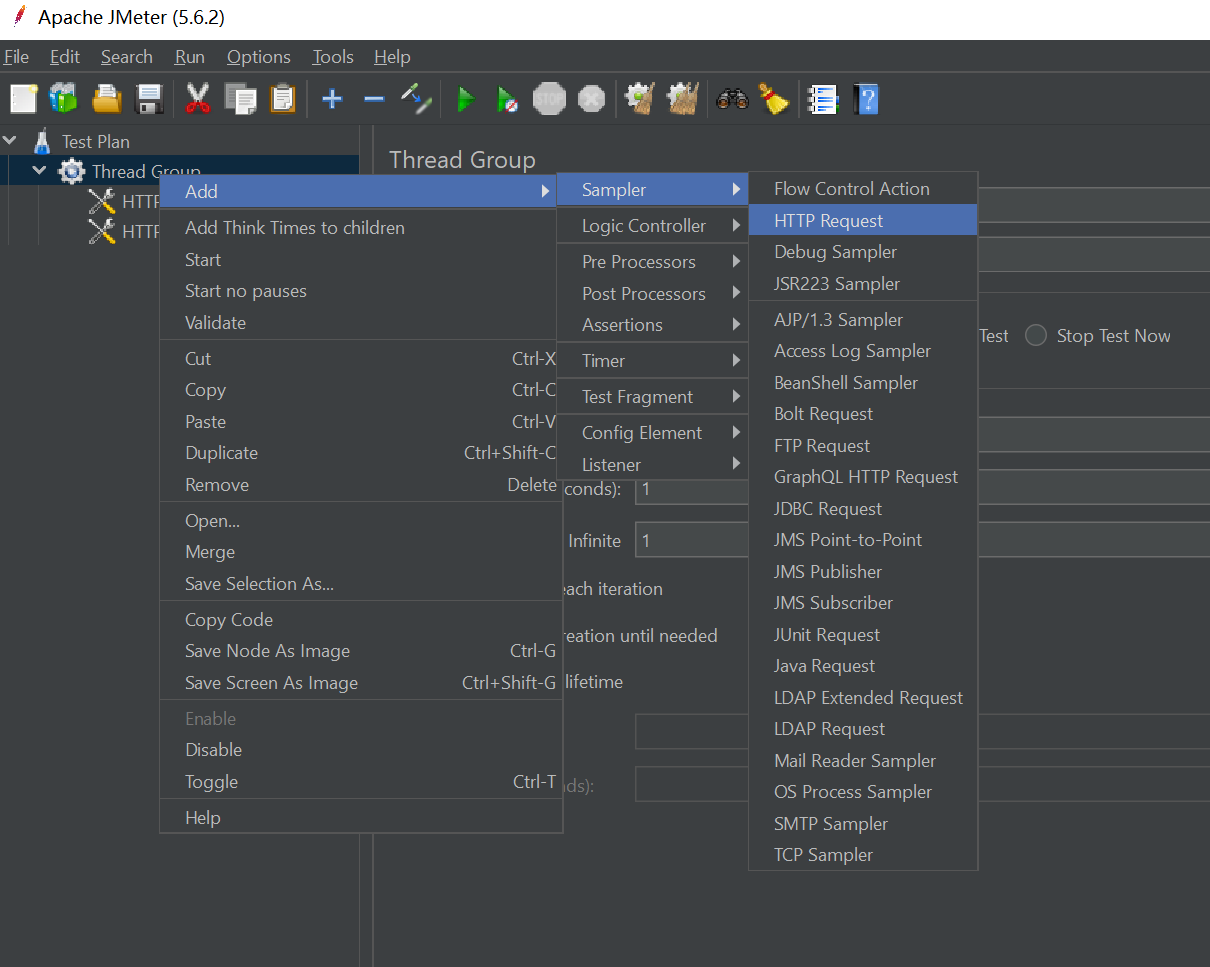 Apache JMeter (5.6.2)
File Edit Search Run Options Tools Help
STOP
Test Plan
Thread Group
HTTP
HTTP
Thread Group
Add
Add Think Times to children
Start
Start no pauses
Validate
Cut Ctrl-X
Copy Ctrl-C
Paste Ctrl-V
Duplicate Ctrl+Shift-C
Remove Delete
Open...
Merge
Save Selection As...
Copy Code
Save Node As Image Ctrl-G
Save Screen As Image Ctrl+Shift-G
Enable
Disable
Toggle Ctrl-T
Help
Sampler
Logic Controller
Pre Processors
Post Processors
Assertions
Timer
Test Fragment
Config Element
Listener
Flow Control Action
HTTP Request
Debug Sampler
JSR223 Sampler
AJP/1.3 Sampler
Access Log Sampler
BeanShell Sampler
Bolt Request
FTP Request
GraphQL HTTP Request
JDBC Request
JMS Point-to-Point
JMS Publisher
JMS Subscriber
JUnit Request
Java Request
LDAP Extended Request
LDAP Request
Mail Reader Sampler
OS Process Sampler
SMTP Sampler
TCP Sampler
Test Stop Test Now
conds): 1
Infinite 1
each iteration
reation until needed
lifetime
nds):